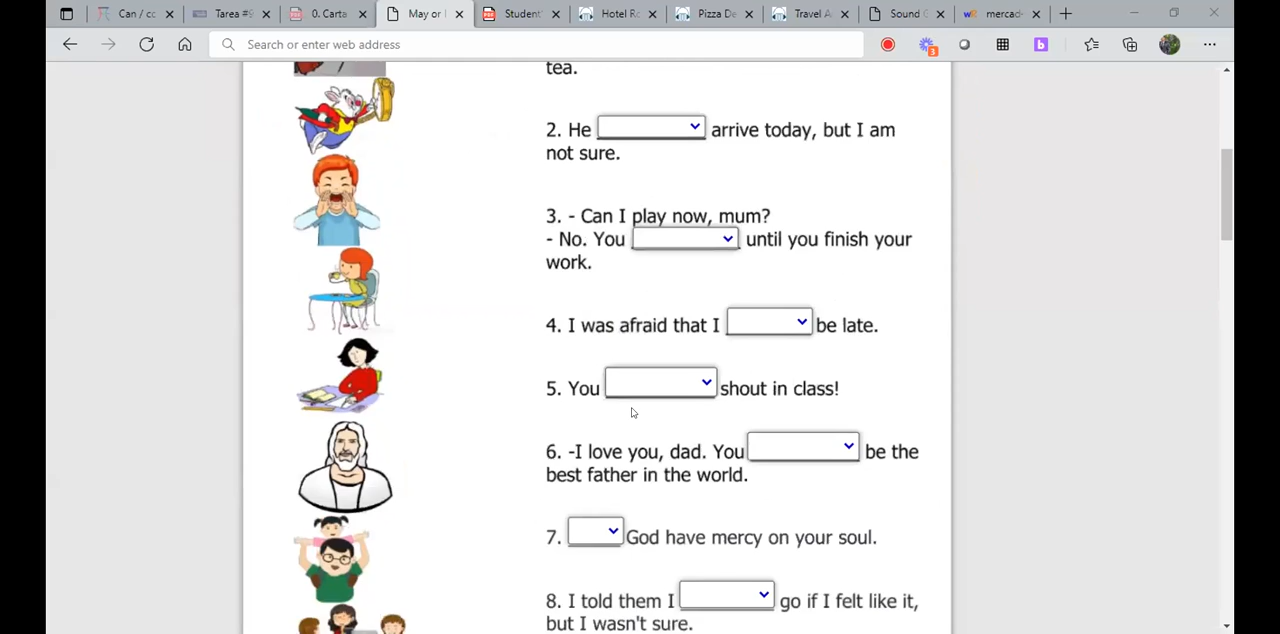 Can / cc
Tarea #9
0. Carta
May or
Student'
Hotel Ro
Pizza De
Travel A
Sound G
mercad
Search or enter web address
3
b
tea.
2. He arrive today, but I am
not sure.
3. - Can I play now, mum?
- No. You until you finish your
work.
4. I was afraid that I be late.
5. You shout in class!
6. -I love you, dad. You be the
best father in the world.
7. God have mercy on your soul.
8. I told them I go if I felt like it,
but I wasn't sure.